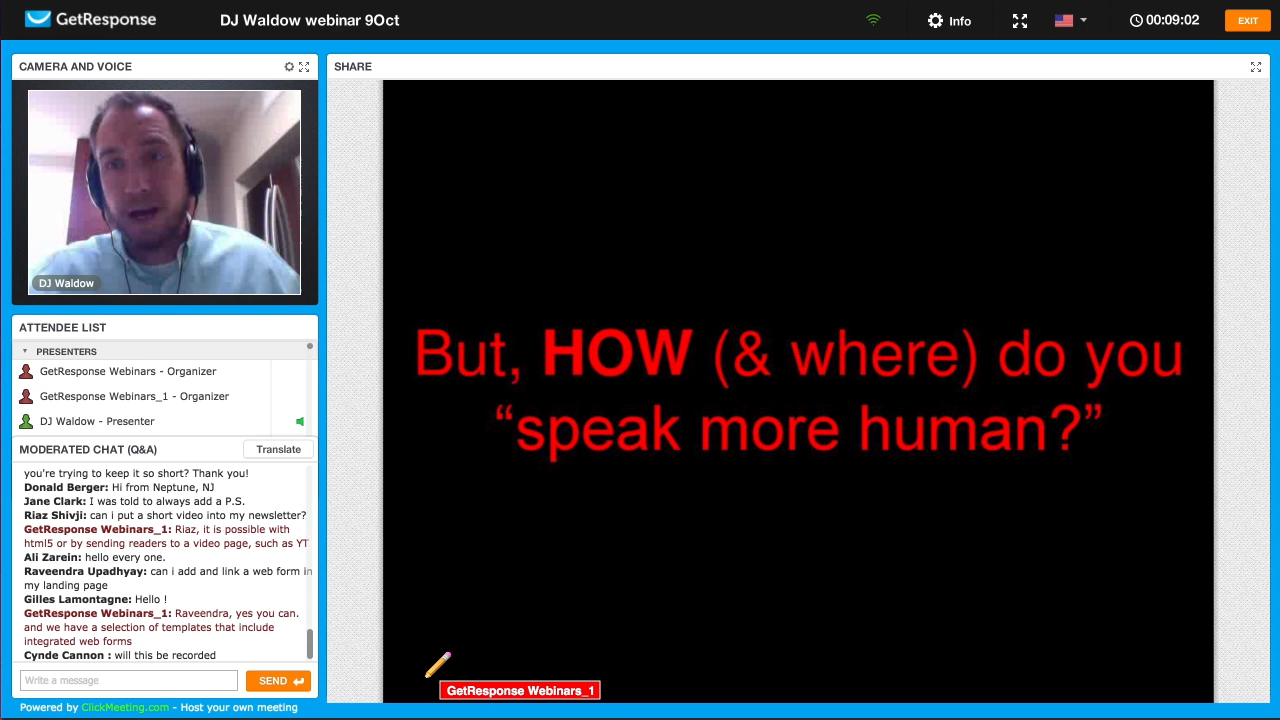 GetResponse
DJ Waldow webinar 9Oct
Info
00:09:02
EXIT
CAMERA AND VOICE
DJ Waldow
ATTENDEE LIST
PRESENTERS
GetResponse Webinars - Organizer
GetResponse Webinars_1 - Organizer
DJ Waldow - Presenter
MODERATED CHAT (Q&A)
Translate
you're trying to keep it so short? Thank you!
Donald Berger: Hi from Neptune, NJ
Jane Clark: I was told to always add a P.S.
Riaz Shivji: can i put a short video into my newsletter?
GetResponse Webinars_1: Riaz, it is possible with
html5 or by sending readers to a video page, such as YT
Ali Zarein: hello every one.
Raveendra Upadhyay: can i add and link a web form in
my landing page
Gilles Lamontagne: Hello !
GetResponse Webinars_1: Raveendra, yes you can.
and we have a selection of templates that include
integrated web forms
Cynde Cannon : will this be recorded
Write a message
SEND
Powered by ClickMeeting.com - Host your own meeting
SHARE
But, HOW (& where) do you
“speak more human?”
GetResponse Webinars_1